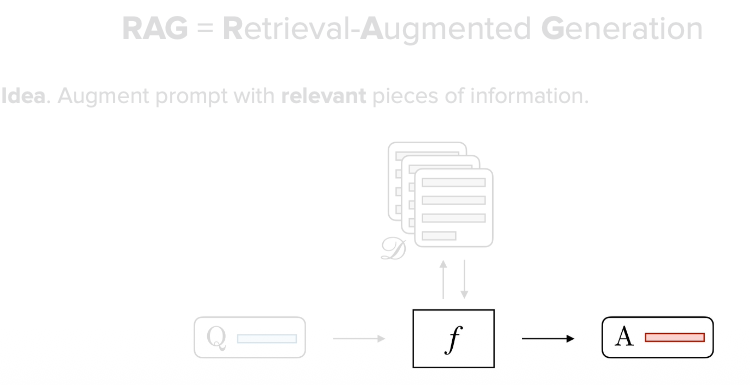 RAG = Retrieval-Augmented Generation
Idea. Augment prompt with relevant pieces of information.
𝒟
Q
f
A